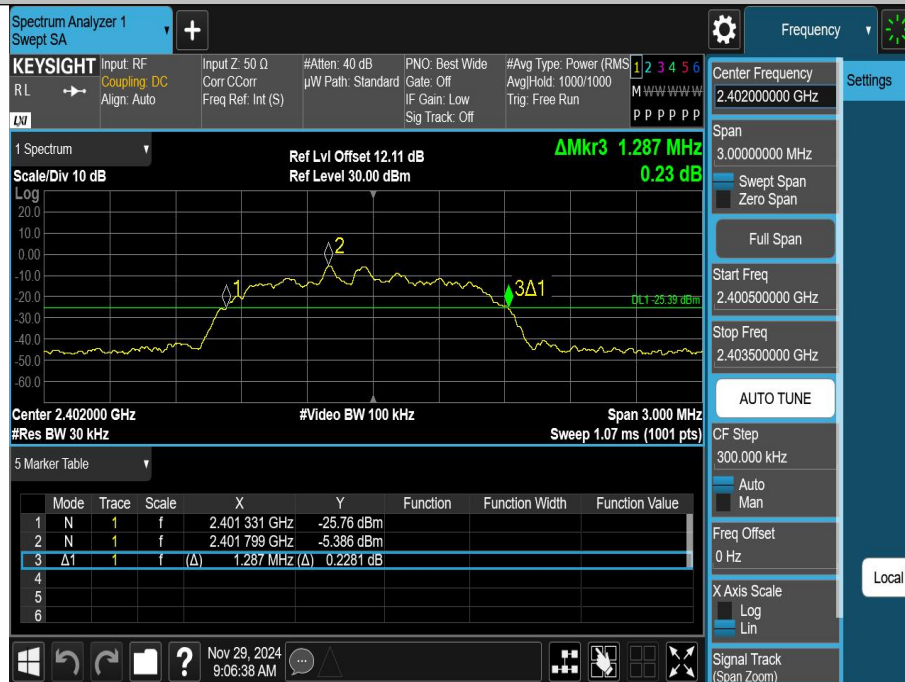 Spectrum Analyzer 1
Swept SA
+
Frequency
KEYSIGHT
RL
LXI
Input: RF
Coupling: DC
Align: Auto
Input Z: 50 Ω
Corr CCorr
Freq Ref: Int (S)
#Atten: 40 dB
µW Path: Standard
PNO: Best Wide
Gate: Off
IF Gain: Low
Sig Track: Off
#Avg Type: Power (RMS
Avg|Hold: 1000/1000
Trig: Free Run
1 2 3 4 5 6
M W W W W W
P P P P P P
1 Spectrum
Scale/Div 10 dB
Ref Lvl Offset 12.11 dB
Ref Level 30.00 dBm
ΔMkr3 1.287 MHz
0.23 dB
Log
20.0
10.0
0.00
-10.0
-20.0
-30.0
-40.0
-50.0
-60.0
1
2
3Δ1
DL1 -25.39 dBm
Center 2.402000 GHz
#Video BW 100 kHz
Span 3.000 MHz
#Res BW 30 kHz
Sweep 1.07 ms (1001 pts)
5 Marker Table
Mode Trace Scale X Y Function Function Width Function Value
1 N 1 f 2.401 331 GHz -25.76 dBm
2 N 1 f 2.401 799 GHz -5.386 dBm
3 Δ1 1 f (Δ) 1.287 MHz (Δ) 0.2281 dB
4
5
6
Nov 29, 2024
9:06:38 AM
?
Center Frequency
2.402000000 GHz
Span
3.00000000 MHz
Swept Span
Zero Span
Full Span
Start Freq
2.400500000 GHz
Stop Freq
2.403500000 GHz
AUTO TUNE
CF Step
300.000 kHz
Auto
Man
Freq Offset
0 Hz
X Axis Scale
Log
Lin
Signal Track
(Span Zoom)
Settings
Local